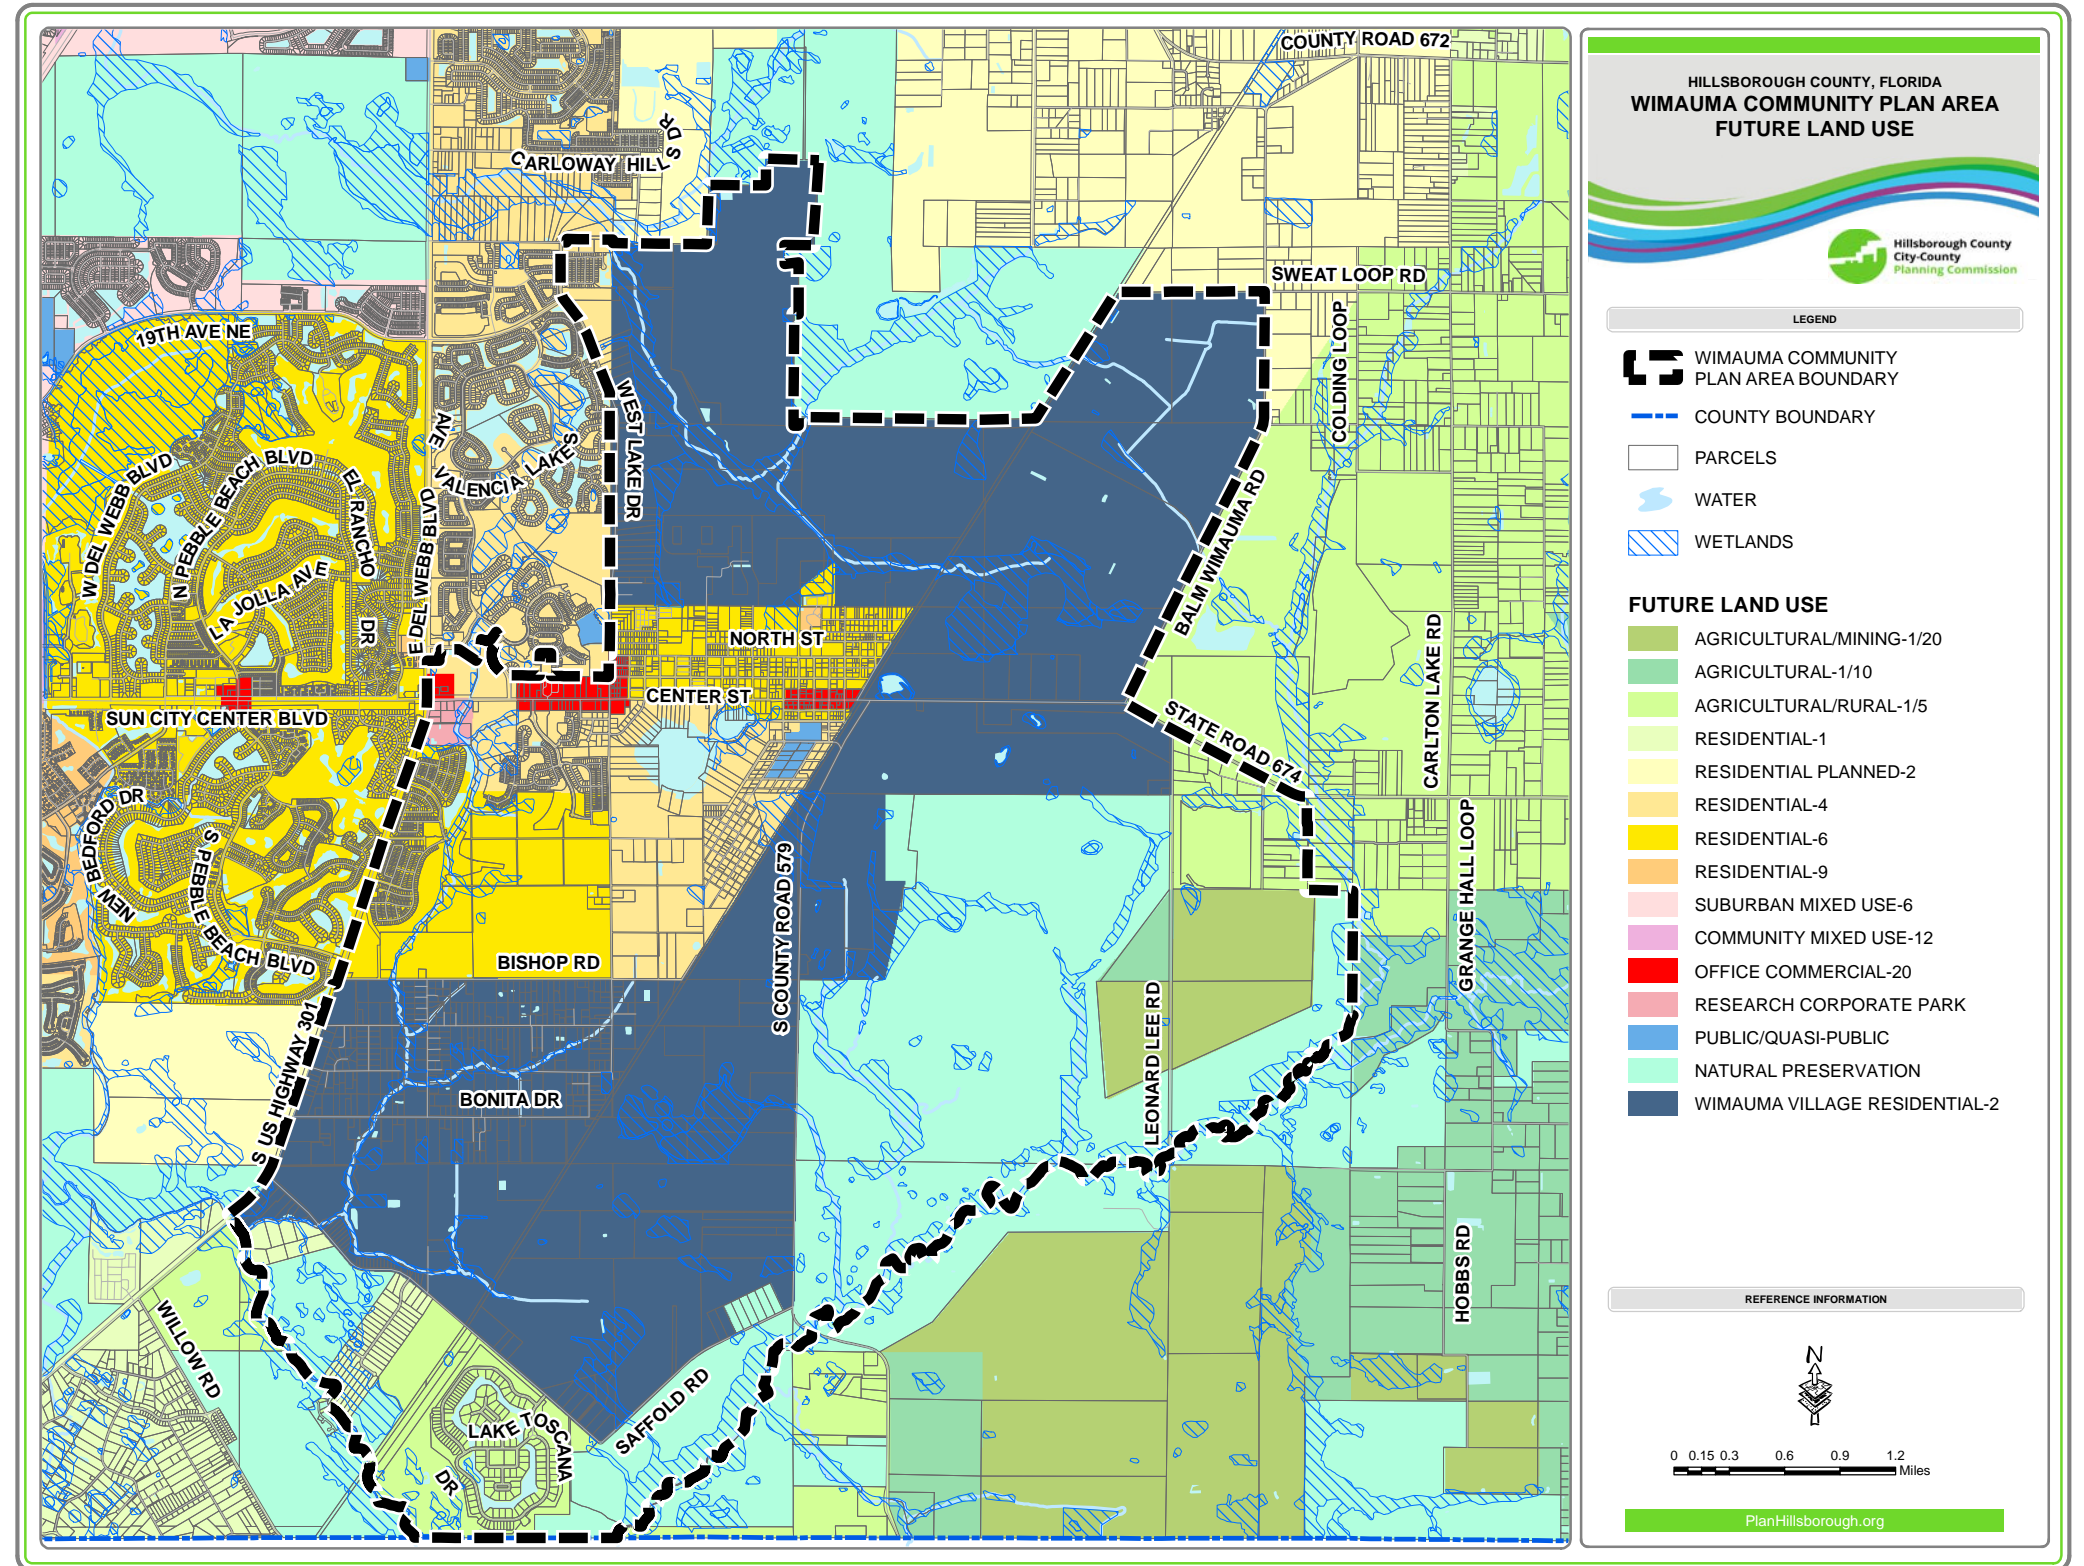 HILLSBOROUGH COUNTY, FLORIDA
WIMAUMA COMMUNITY PLAN AREA
FUTURE LAND USE
Hillsborough County
City-County
Planning Commission
LEGEND
WIMAUMA COMMUNITY
PLAN AREA BOUNDARY
COUNTY BOUNDARY
PARCELS
WATER
WETLANDS
FUTURE LAND USE
AGRICULTURAL/MINING-1/20
AGRICULTURAL-1/10
AGRICULTURAL/RURAL-1/5
RESIDENTIAL-1
RESIDENTIAL PLANNED-2
RESIDENTIAL-4
RESIDENTIAL-6
RESIDENTIAL-9
SUBURBAN MIXED USE-6
COMMUNITY MIXED USE-12
OFFICE COMMERCIAL-20
RESEARCH CORPORATE PARK
PUBLIC/QUASI-PUBLIC
NATURAL PRESERVATION
WIMAUMA VILLAGE RESIDENTIAL-2
REFERENCE INFORMATION
N
0 0.15 0.3 0.6 0.9 1.2
Miles
PlanHillsborough.org
COUNTY ROAD 672
CARLOWAY HILLS DR
SWEAT LOOP RD
19TH AVE NE
COLDING LOOP
WEST LAKE DR
VALENCIA LAKES AVE
W DEL WEBB BLVD
N PEBBLE BEACH BLVD
EL RANCHO DR
E DEL WEBB BLVD
LA JOLLA AVE
BALM WIMAUMA RD
NORTH ST
CENTER ST
SUN CITY CENTER BLVD
STATE ROAD 674
CARLTON LAKE RD
NEW BEDFORD DR
S PEBBLE BEACH BLVD
S COUNTY ROAD 579
GRANGE HALL LOOP
BISHOP RD
S US HIGHWAY 301
LEONARD LEE RD
BONITA DR
HOBBS RD
WILLOW RD
LAKE TOSCANA DR
SAFFOLD RD